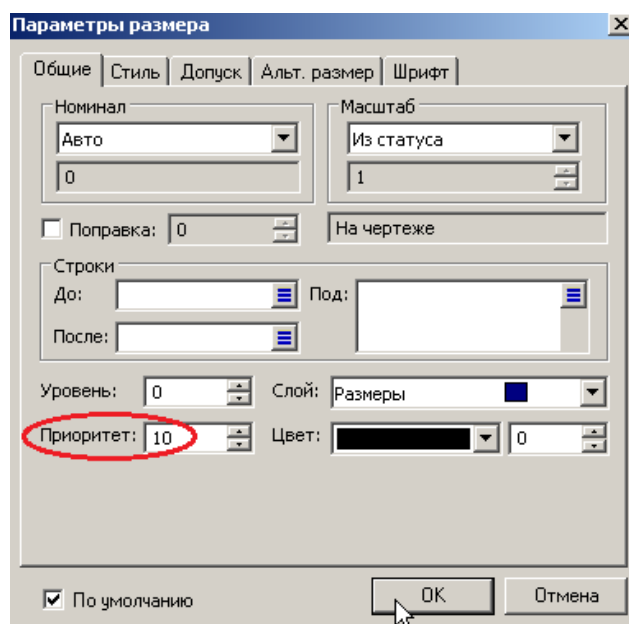 Параметры размера
Общие Стиль Допуск Альт. размер Шрифт
Номинал Масштаб
Авто Из статуса
0 1
Поправка: 0 На чертеже
Строки
До: Под:
После:
Уровень: 0 Слой: Размеры
Приоритет: 10 Цвет: 0
По умолчанию OK Отмена